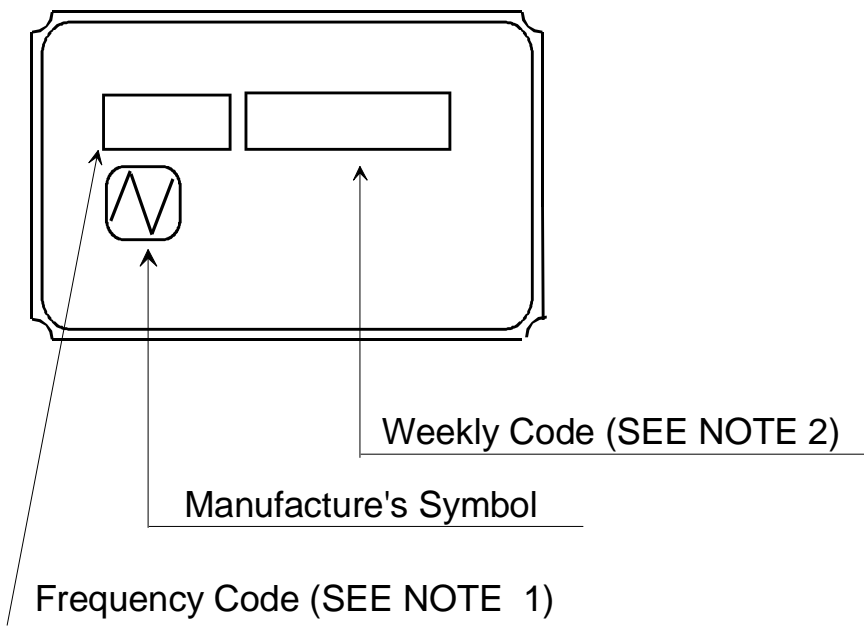 Weekly Code (SEE NOTE 2)
Manufacture's Symbol
Frequency Code (SEE NOTE 1)